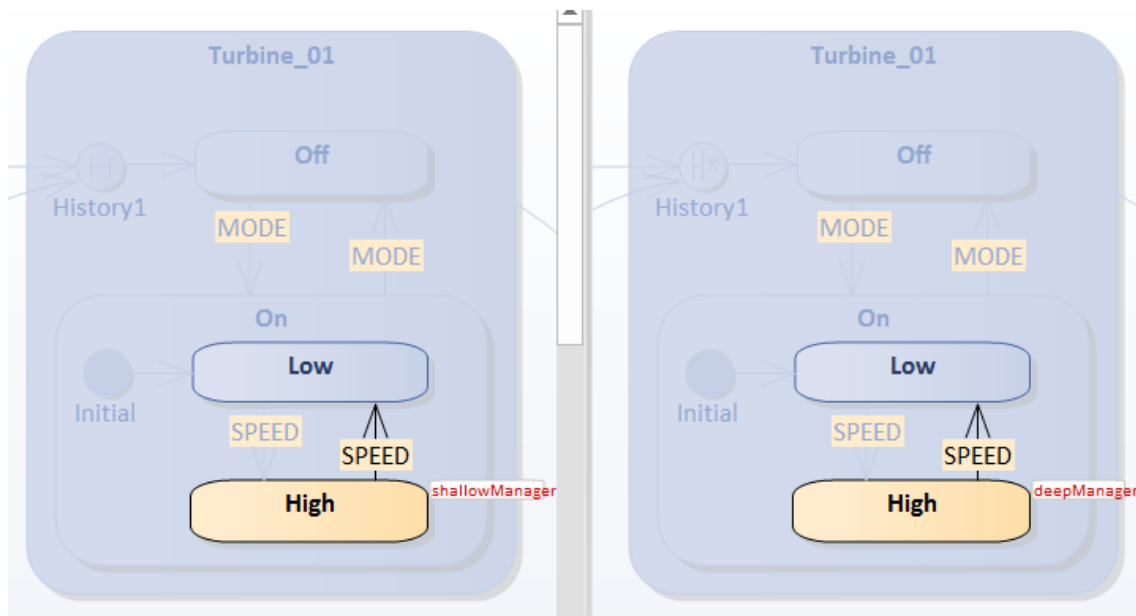 Turbine_01
Off
H
History1
MODE
MODE
On
Low
Initial
SPEED
SPEED
High
shallowManager
Turbine_01
Off
H*
History1
MODE
MODE
On
Low
Initial
SPEED
SPEED
High
deepManager